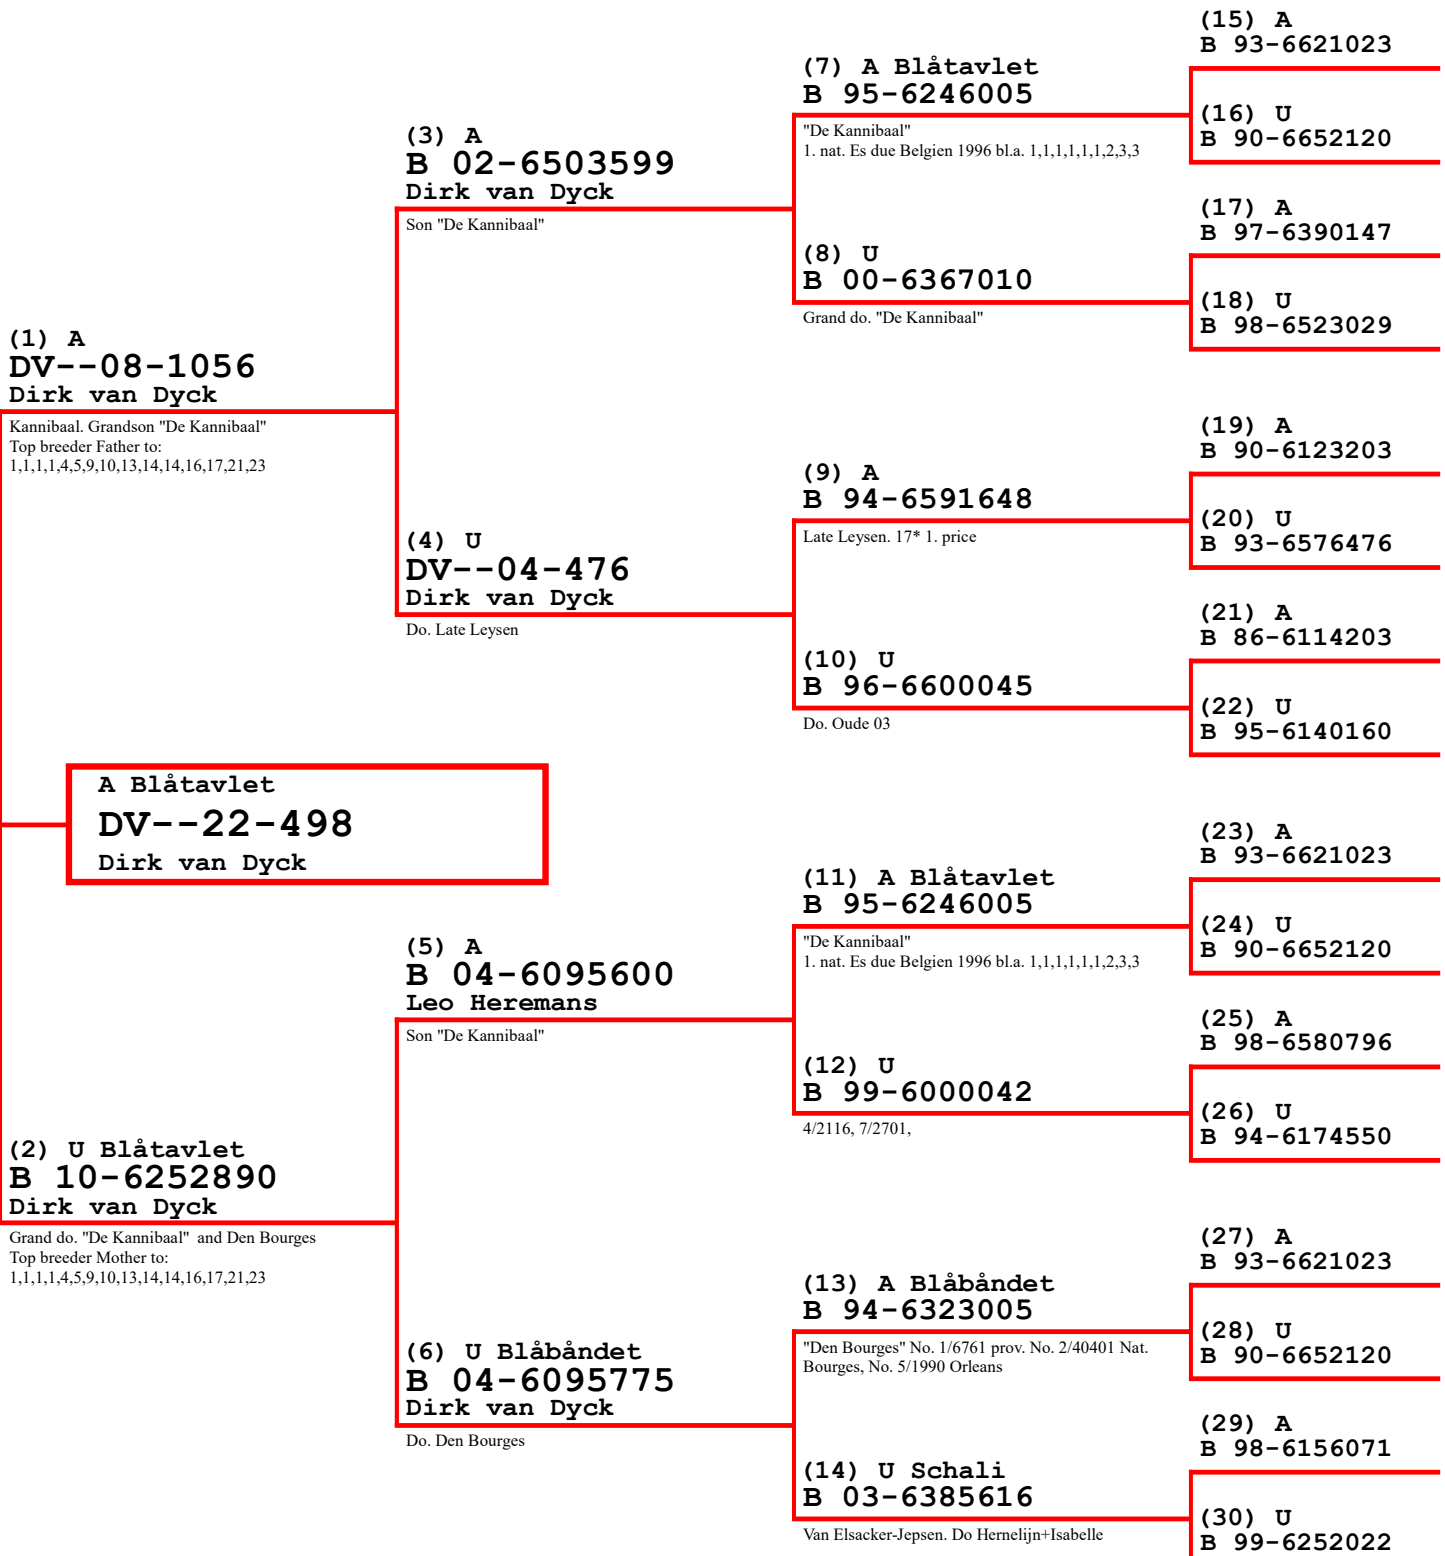 (1) A
DV--08-1056
Dirk van Dyck
Kannibaal. Grandson "De Kannibaal"
Top breeder Father to:
1,1,1,1,4,5,9,10,13,14,14,16,17,21,23
A Blåtavlet
DV--22-498
Dirk van Dyck
(2) U Blåtavlet
B 10-6252890
Dirk van Dyck
Grand do. "De Kannibaal" and Den Bourges
Top breeder Mother to:
1,1,1,1,4,5,9,10,13,14,14,16,17,21,23
(3) A
B 02-6503599
Dirk van Dyck
Son "De Kannibaal"
(4) U
DV--04-476
Dirk van Dyck
Do. Late Leysen
(5) A
B 04-6095600
Leo Heremans
Son "De Kannibaal"
(6) U Blåbåndet
B 04-6095775
Dirk van Dyck
Do. Den Bourges
(7) A Blåtavlet
B 95-6246005
"De Kannibaal"
1. nat. Es due Belgien 1996 bl.a. 1,1,1,1,1,1,2,3,3
(8) U
B 00-6367010
Grand do. "De Kannibaal"
(9) A
B 94-6591648
Late Leysen. 17* 1. price
(10) U
B 96-6600045
Do. Oude 03
(11) A Blåtavlet
B 95-6246005
"De Kannibaal"
1. nat. Es due Belgien 1996 bl.a. 1,1,1,1,1,1,2,3,3
(12) U
B 99-6000042
4/2116, 7/2701,
(13) A Blåbåndet
B 94-6323005
"Den Bourges" No. 1/6761 prov. No. 2/40401 Nat.
Bourges, No. 5/1990 Orleans
(14) U Schali
B 03-6385616
Van Elsacker-Jepsen. Do Hernelijn+Isabelle
(15) A
B 93-6621023
(16) U
B 90-6652120
(17) A
B 97-6390147
(18) U
B 98-6523029
(19) A
B 90-6123203
(20) U
B 93-6576476
(21) A
B 86-6114203
(22) U
B 95-6140160
(23) A
B 93-6621023
(24) U
B 90-6652120
(25) A
B 98-6580796
(26) U
B 94-6174550
(27) A
B 93-6621023
(28) U
B 90-6652120
(29) A
B 98-6156071
(30) U
B 99-6252022